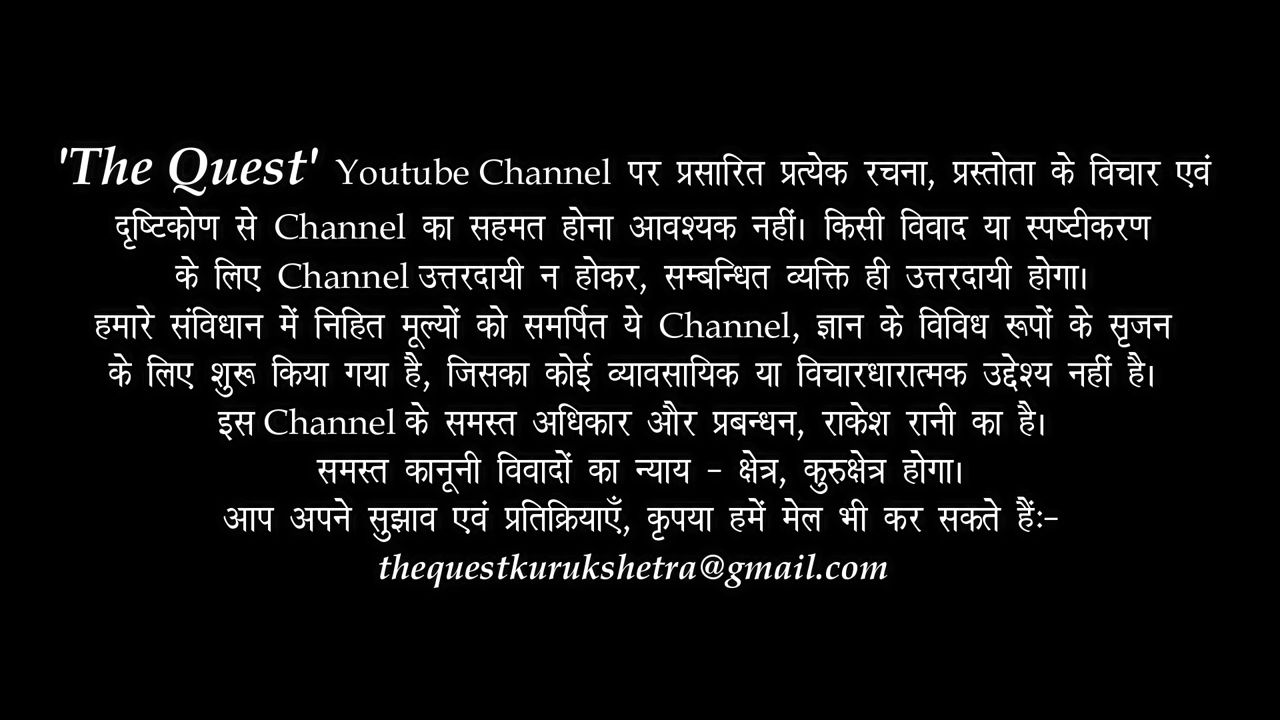 'The Quest' Youtube Channel पर प्रसारित प्रत्येक रचना, प्रस्तोता के विचार एवं
दृष्टिकोण से Channel का सहमत होना आवश्यक नहीं। किसी विवाद या स्पष्टीकरण
के लिए Channel उत्तरदायी न होकर, सम्बन्धित व्यक्ति ही उत्तरदायी होगा।
हमारे संविधान में निहित मूल्यों को समर्पित ये Channel, ज्ञान के विविध रूपों के सृजन
के लिए शुरू किया गया है, जिसका कोई व्यावसायिक या विचारधारात्मक उद्देश्य नहीं है।
इस Channel के समस्त अधिकार और प्रबन्धन, राकेश रानी का है।
समस्त कानूनी विवादों का न्याय - क्षेत्र, कुरुक्षेत्र होगा।
आप अपने सुझाव एवं प्रतिक्रियाएँ, कृपया हमें मेल भी कर सकते हैंः-
thequestkurukshetra@gmail.com